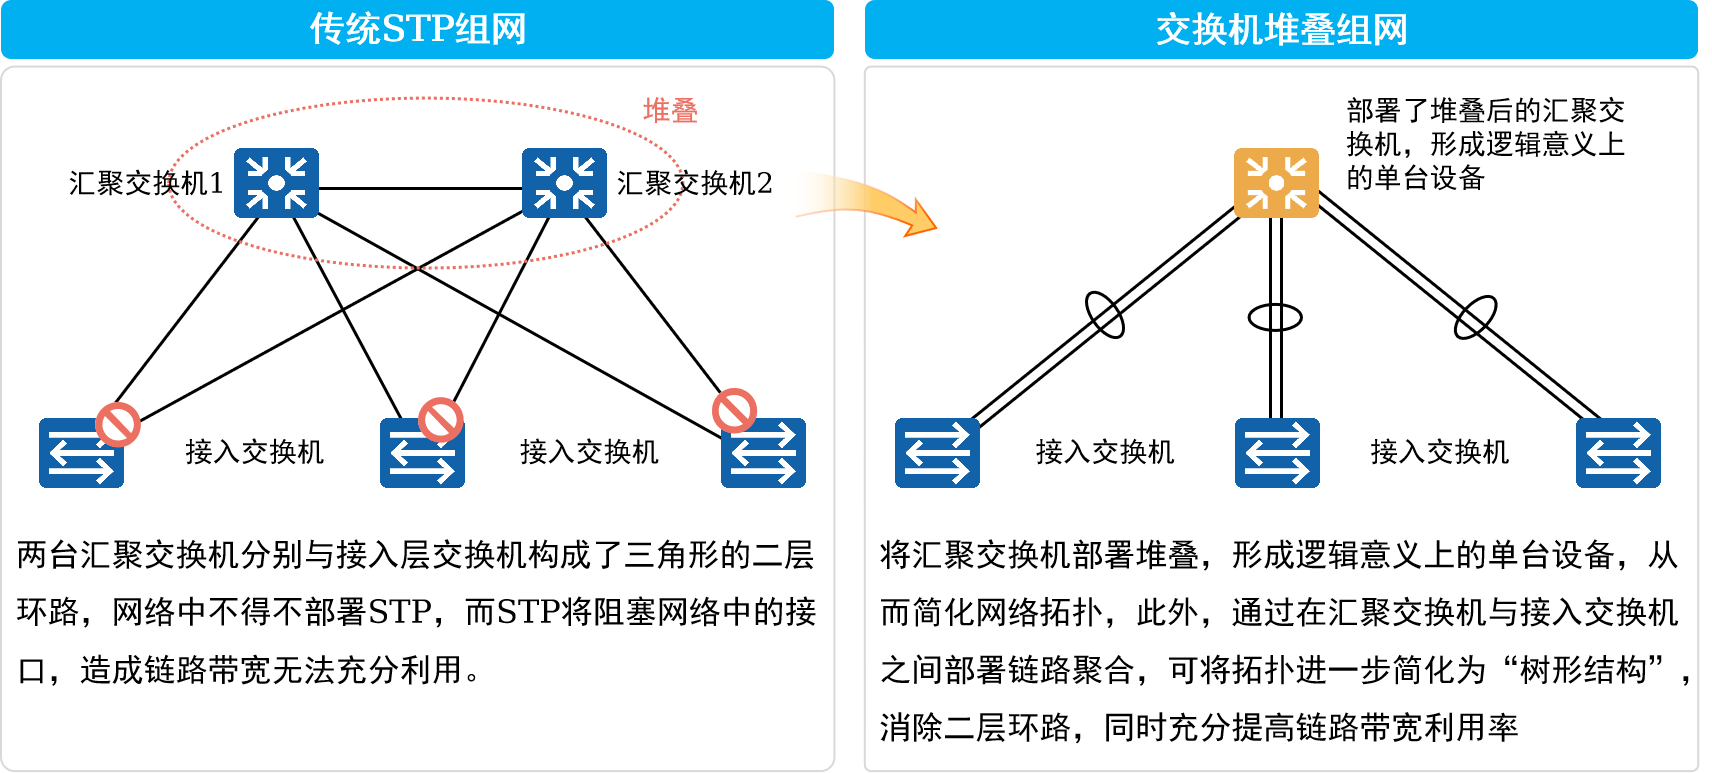 传统STP组网
堆叠
汇聚交换机1
汇聚交换机2
接入交换机
接入交换机
两台汇聚交换机分别与接入层交换机构成了三角形的二层
环路，网络中不得不部署STP，而STP将阻塞网络中的接
口，造成链路带宽无法充分利用。
交换机堆叠组网
部署了堆叠后的汇聚交
换机，形成逻辑意义上
的单台设备
接入交换机
接入交换机
将汇聚交换机部署堆叠，形成逻辑意义上的单台设备，从
而简化网络拓扑，此外，通过在汇聚交换机与接入交换机
之间部署链路聚合，可将拓扑进一步简化为“树形结构”，
消除二层环路，同时充分提高链路带宽利用率